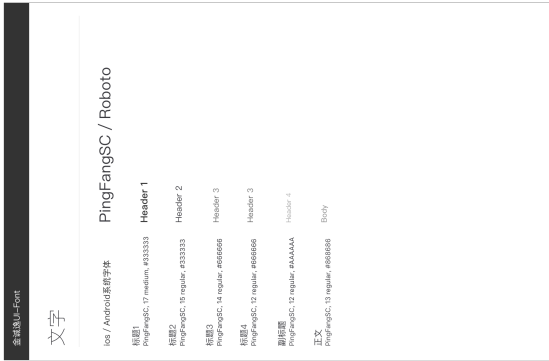 金诚逸UI-Font
文字
ios / Android系统字体
PingFangSC / Roboto
标题1
PingFangSC, 17 medium, #333333
Header 1
标题2
PingFangSC, 15 regular, #333333
Header 2
标题3
PingFangSC, 14 regular, #666666
Header 3
标题4
PingFangSC, 12 regular, #666666
Header 3
副标题
PingFangSC, 12 regular, #AAAAAA
Header 4
正文
PingFangSC, 13 regular, #868686
Body